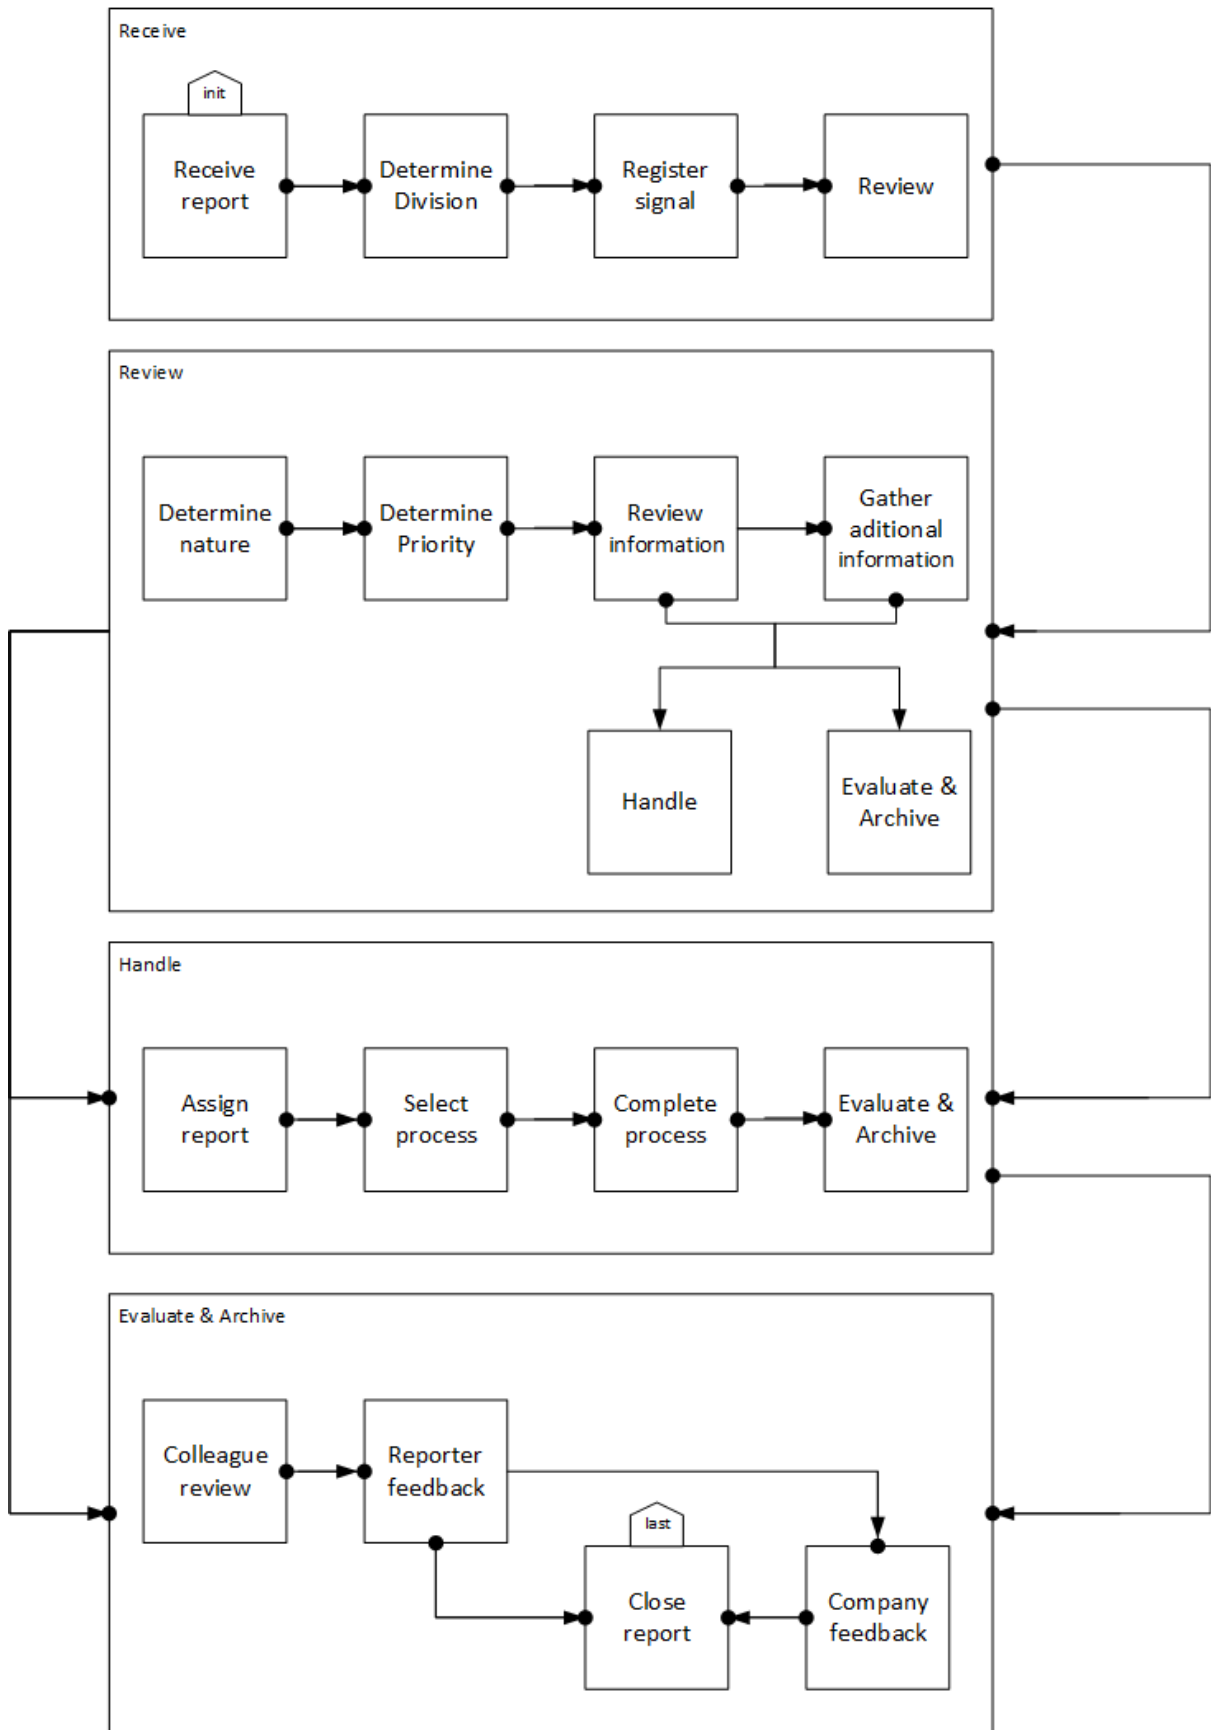 Receive
init
Receive
report
Determine
Division
Register
signal
Review
Review
Determine
nature
Determine
Priority
Review
information
Gather
aditional
information
Handle
Evaluate &
Archive
Handle
Assign
report
Select
process
Complete
process
Evaluate &
Archive
Evaluate & Archive
Colleague
review
Reporter
feedback
last
Close
report
Company
feedback